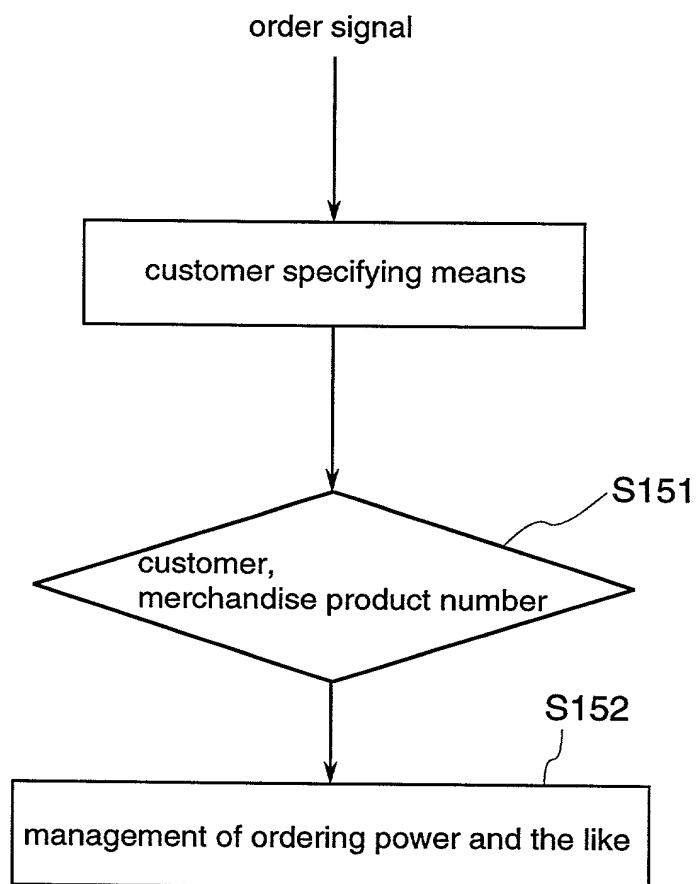 order signal
customer specifying means
S151
customer,
merchandise product number
S152
management of ordering power and the like